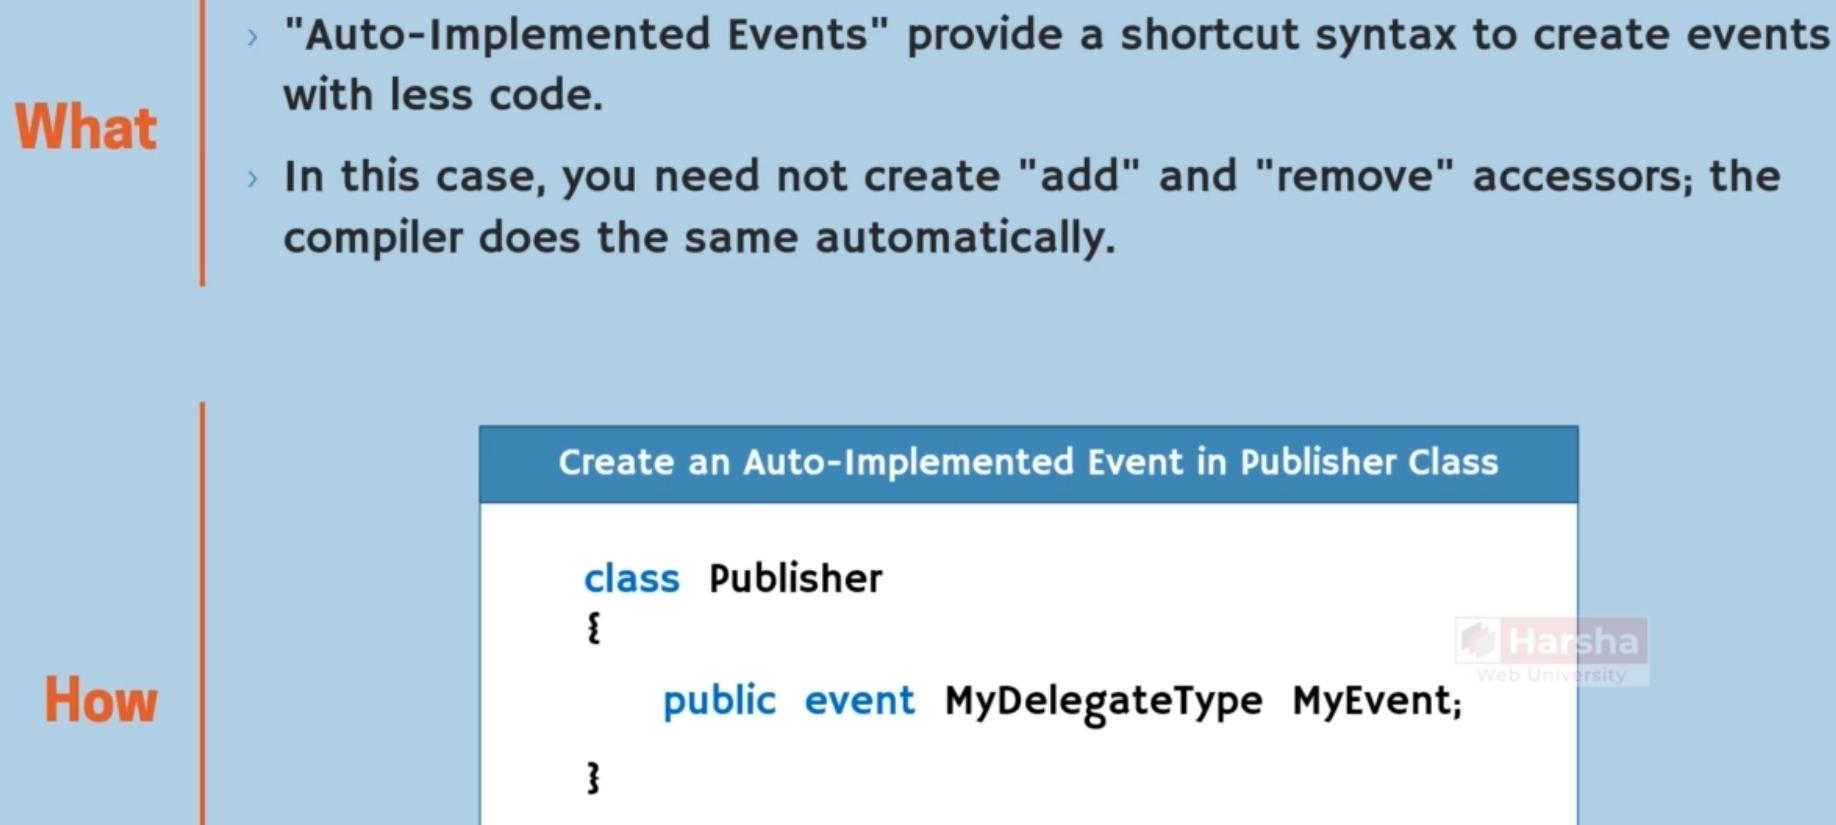 What
› "Auto-Implemented Events" provide a shortcut syntax to create events
with less code.
› In this case, you need not create "add" and "remove" accessors; the
compiler does the same automatically.
How
Create an Auto-Implemented Event in Publisher Class
class Publisher
{
public event MyDelegateType MyEvent;
}
Harsha
Web University